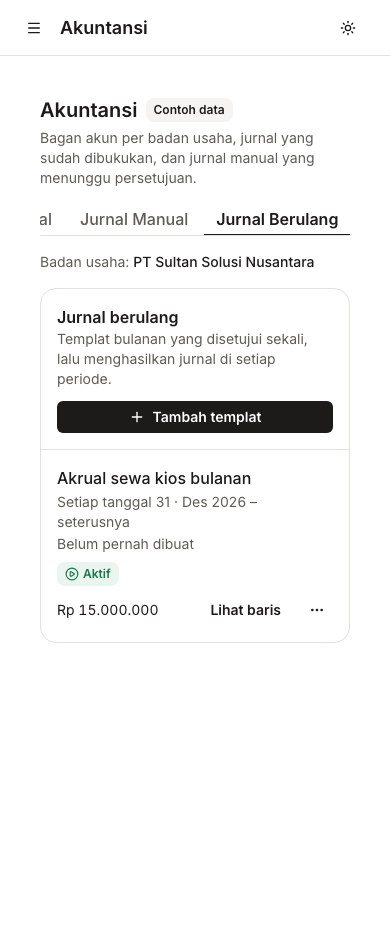 Akuntansi
Akuntansi
Contoh data
Bagan akun per badan usaha, jurnal yang
sudah dibukukan, dan jurnal manual yang
menunggu persetujuan.
al
Jurnal Manual
Jurnal Berulang
Badan usaha: PT Sultan Solusi Nusantara
Jurnal berulang
Templat bulanan yang disetujui sekali,
lalu menghasilkan jurnal di setiap
periode.
Tambah templat
Akrual sewa kios bulanan
Setiap tanggal 31 · Des 2026 –
seterusnya
Belum pernah dibuat
Aktif
Rp 15.000.000
Lihat baris